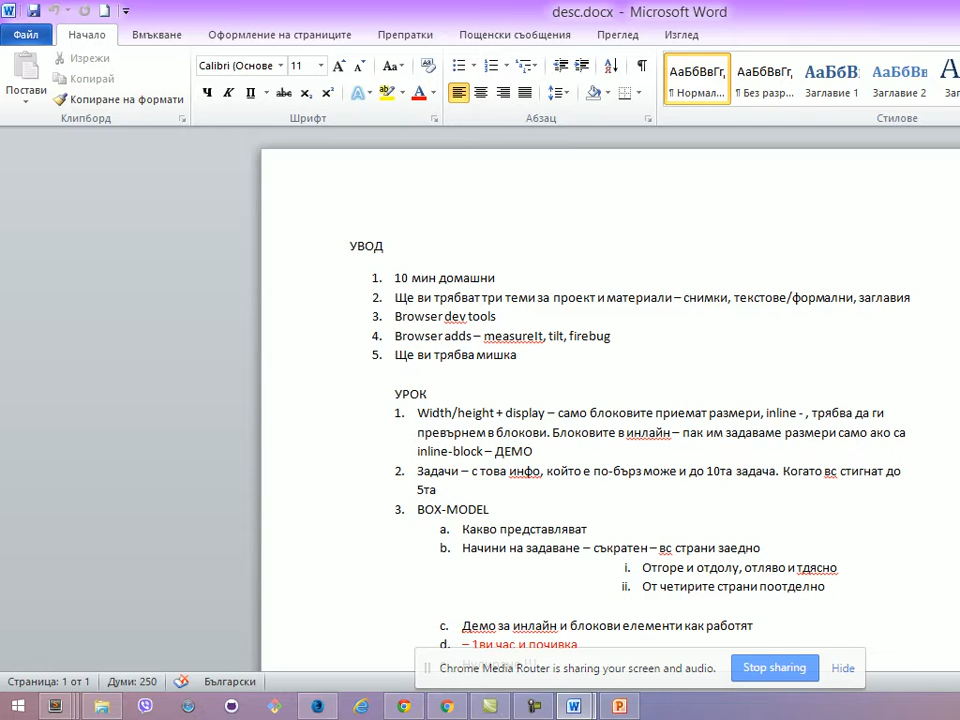 desc.docx - Microsoft Word
Файл Начало Вмъкване Оформление на страниците Препратки Пощенски съобщения Преглед Изглед
Постави
Изрежи
Копирай
Копиране на формати
Клипборд
Calibri (Основе 11
Шрифт
Абзац
АаБбВвГг, ¶ Нормал...
АаБбВвГг, ¶ Без разр...
АаБбВ Заглавие 1
АаБбВв Заглавие 2
Стилове
УВОД
1. 10 мин домашни
2. Ще ви трябват три теми за проект и материали – снимки, текстове/формални, заглавия
3. Browser dev tools
4. Browser adds – measureIt, tilt, firebug
5. Ще ви трябва мишка
УРОК
1. Width/height + display – само блоковите приемат размери, inline - , трябва да ги
превърнем в блокови. Блоковите в инлайн – пак им задаваме размери само ако са
inline-block – ДЕМО
2. Задачи – с това инфо, който е по-бърз може и до 10та задача. Когато вс стигнат до
5та
3. BOX-MODEL
a. Какво представляват
b. Начини на задаване – съкратен – вс страни заедно
i. Отгоре и отдолу, отляво и тдясно
ii. От четирите страни поотделно
c. Демо за инлайн и блокови елементи как работят
d. – 1ви час и почивка
Chrome Media Router is sharing your screen and audio. Stop sharing Hide
Страница: 1 от 1 Думи: 250 Български